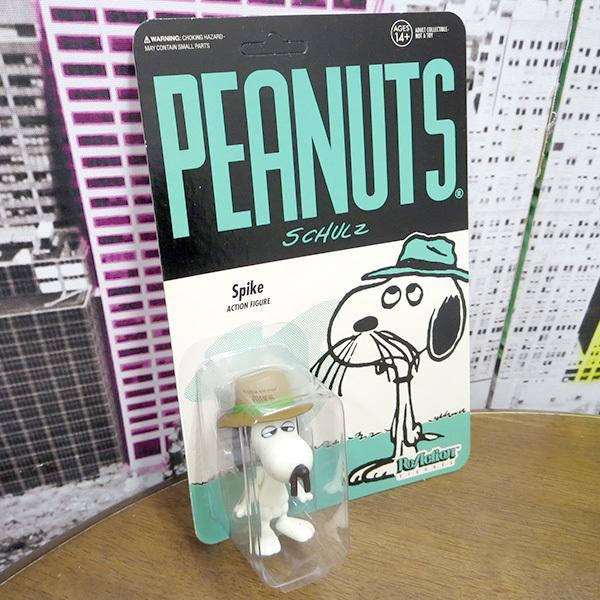 WARNING: CHOKING HAZARD-
MAY CONTAIN SMALL PARTS
AGES
14+
ADULT COLLECTIBLE-
NOT A TOY
PEANUTS®
SCHULZ
Spike
ACTION FIGURE
ReAction
FIGURES